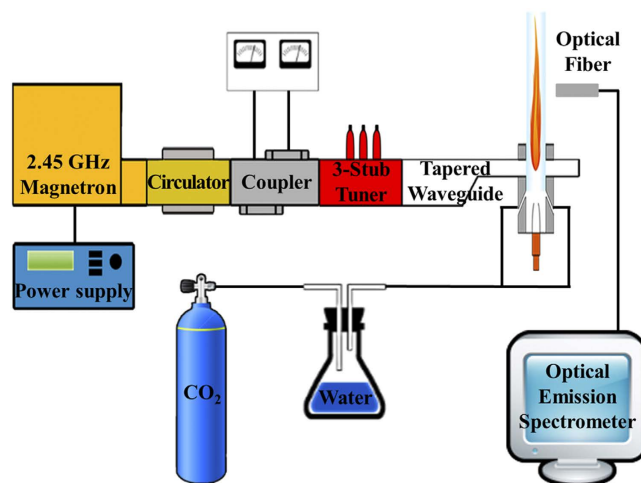 Optical
Fiber
2.45 GHz
Magnetron
Circulator
Coupler
3-Stub
Tuner
Tapered
Waveguide
Power supply
CO₂
Water
Optical
Emission
Spectrometer